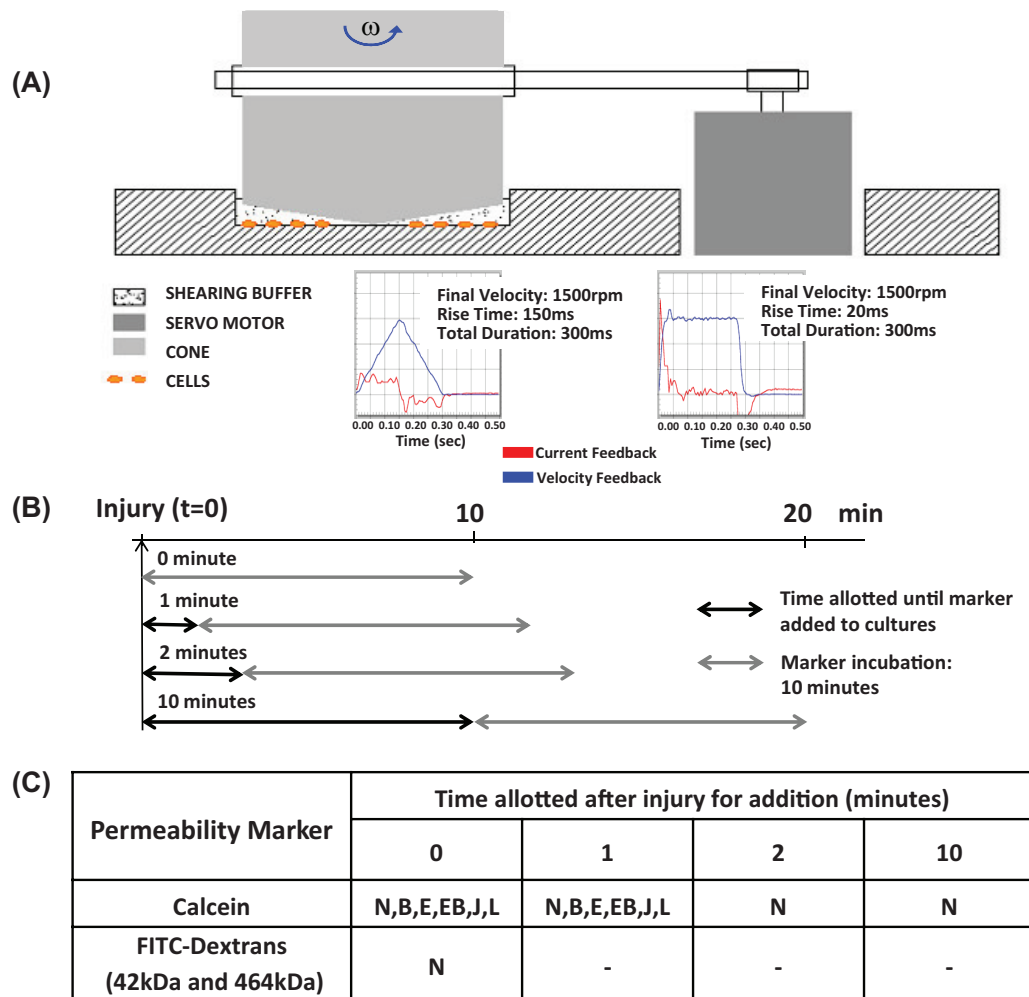 (A)
ω
SHEARING BUFFER
SERVO MOTOR
CONE
CELLS
Final Velocity: 1500rpm
Rise Time: 150ms
Total Duration: 300ms
0.00 0.10 0.20 0.30 0.40 0.50
Time (sec)
Final Velocity: 1500rpm
Rise Time: 20ms
Total Duration: 300ms
0.00 0.10 0.20 0.30 0.40 0.50
Time (sec)
Current Feedback
Velocity Feedback
(B)
Injury (t=0) 10 20 min
0 minute
1 minute
2 minutes
10 minutes
Time allotted until marker
added to cultures
Marker incubation:
10 minutes
(C)
Permeability Marker
Time allotted after injury for addition (minutes)
0 1 2 10
Calcein N,B,E,EB,J,L N,B,E,EB,J,L N N
FITC-Dextrans
(42kDa and 464kDa) N - - -